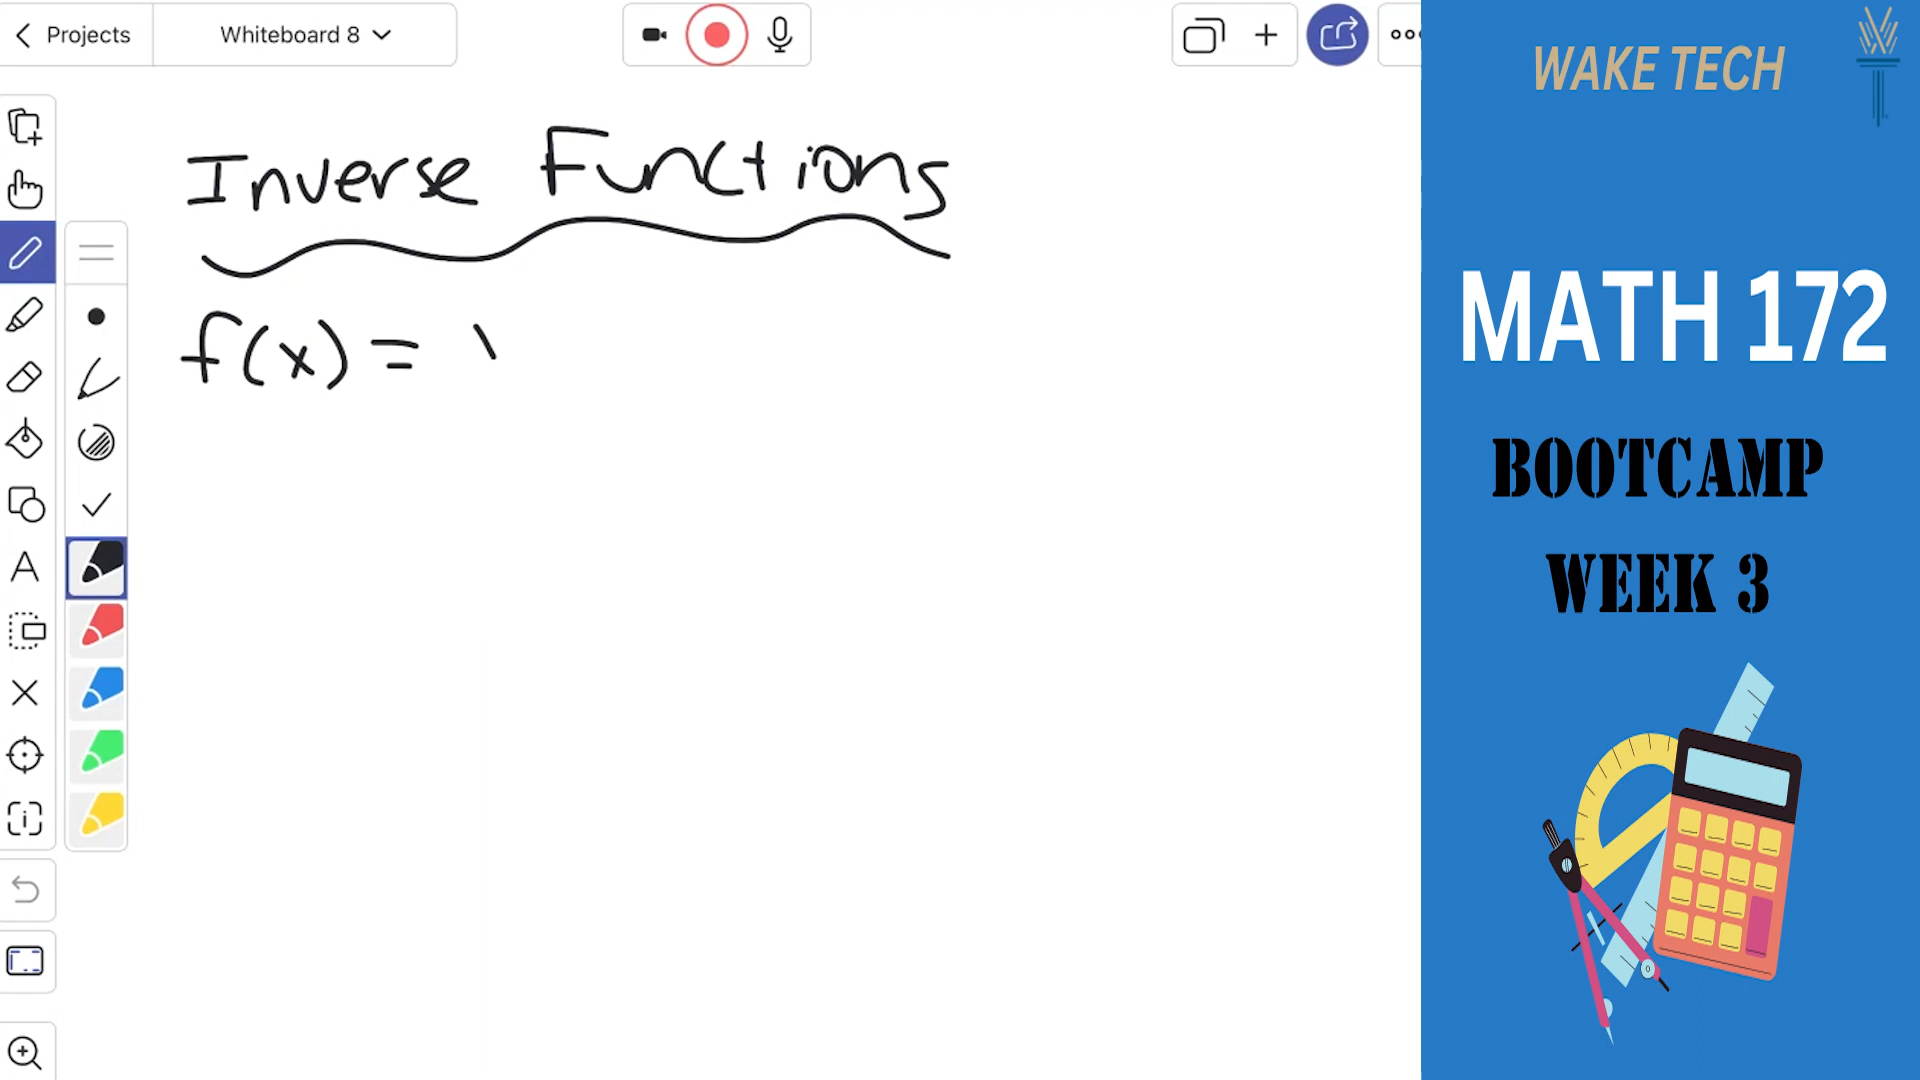 Projects
Whiteboard 8
Inverse Functions
f(x) =
A
WAKE TECH
MATH 172
BOOTCAMP
WEEK 3